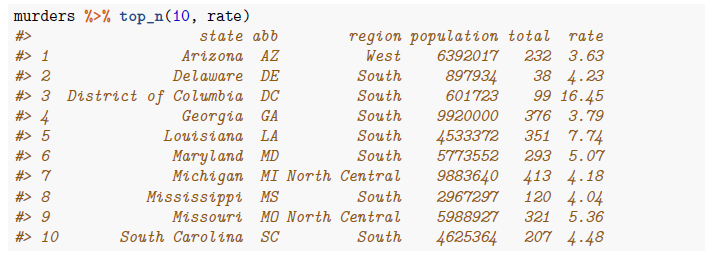 murders %>% top_n(10, rate)
#>                   state abb        region population total  rate
#> 1               Arizona  AZ          West    6392017   232  3.63
#> 2              Delaware  DE         South     897934    38  4.23
#> 3  District of Columbia  DC         South     601723    99 16.45
#> 4               Georgia  GA         South    9920000   376  3.79
#> 5             Louisiana  LA         South    4533372   351  7.74
#> 6              Maryland  MD         South    5773552   293  5.07
#> 7              Michigan  MI North Central    9883640   413  4.18
#> 8           Mississippi  MS         South    2967297   120  4.04
#> 9              Missouri  MO North Central    5988927   321  5.36
#> 10       South Carolina  SC         South    4625364   207  4.48